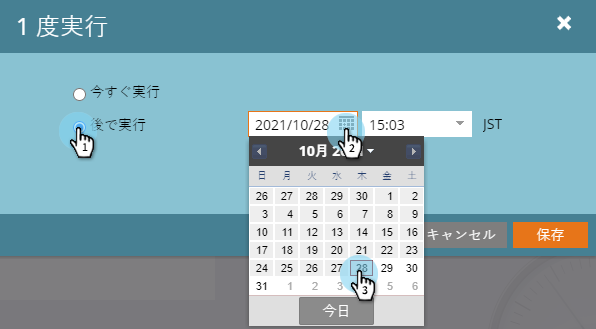 1 度実行
今すぐ実行
後で実行
2021/10/28
15:03
JST
1
2
10月 2
日 月 火 水 木 金 土
26 27 28 29 30 1 2
3 4 5 6 7 8 9
10 11 12 13 14 15 16
17 18 19 20 21 22 23
24 25 26 27 28 29 30
31 1 2 3 5 6
3
今日
キャンセル
保存